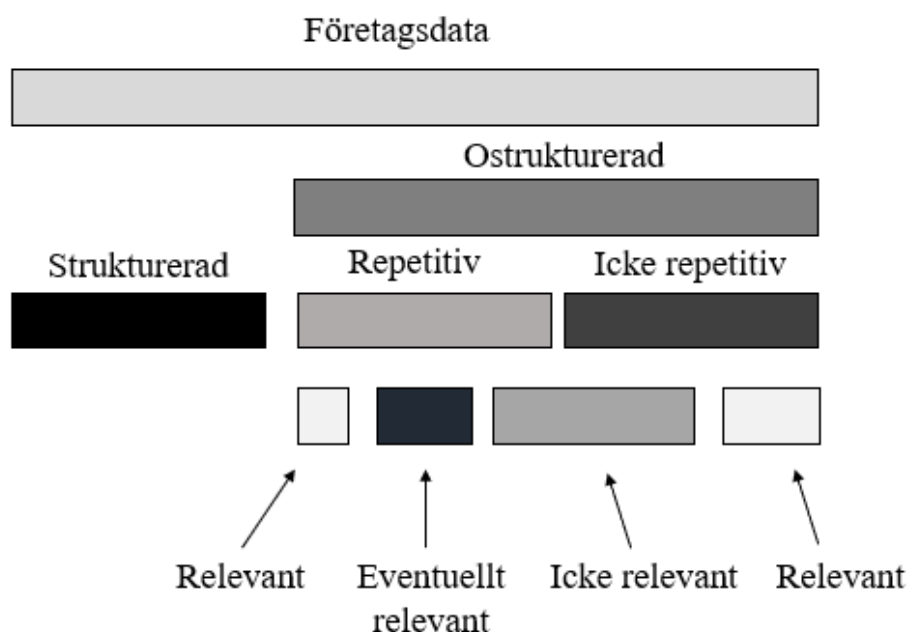 Företagsdata
Ostrukturerad
Strukturerad
Repetitiv
Icke repetitiv
Relevant
Eventuellt
relevant
Icke relevant
Relevant